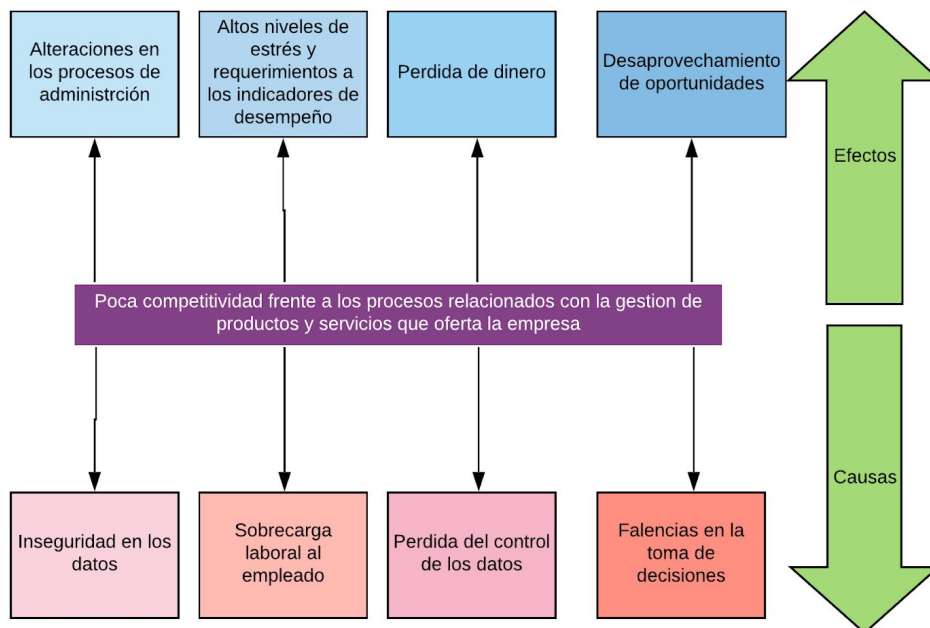 Alteraciones en
los procesos de
administrción
Altos niveles de
estrés y
requerimientos a
los indicadores de
desempeño
Perdida de dinero
Desaprovechamiento
de oportunidades
Efectos
Poca competitividad frente a los procesos relacionados con la gestion de
productos y servicios que oferta la empresa
Causas
Inseguridad en los
datos
Sobrecarga
laboral al
empleado
Perdida del control
de los datos
Falencias en la
toma de
decisiones